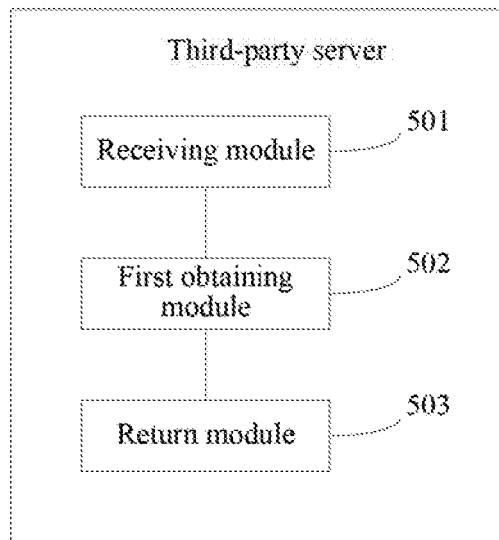 Third-party server
Receiving module
501
First obtaining
module
502
Return module
503